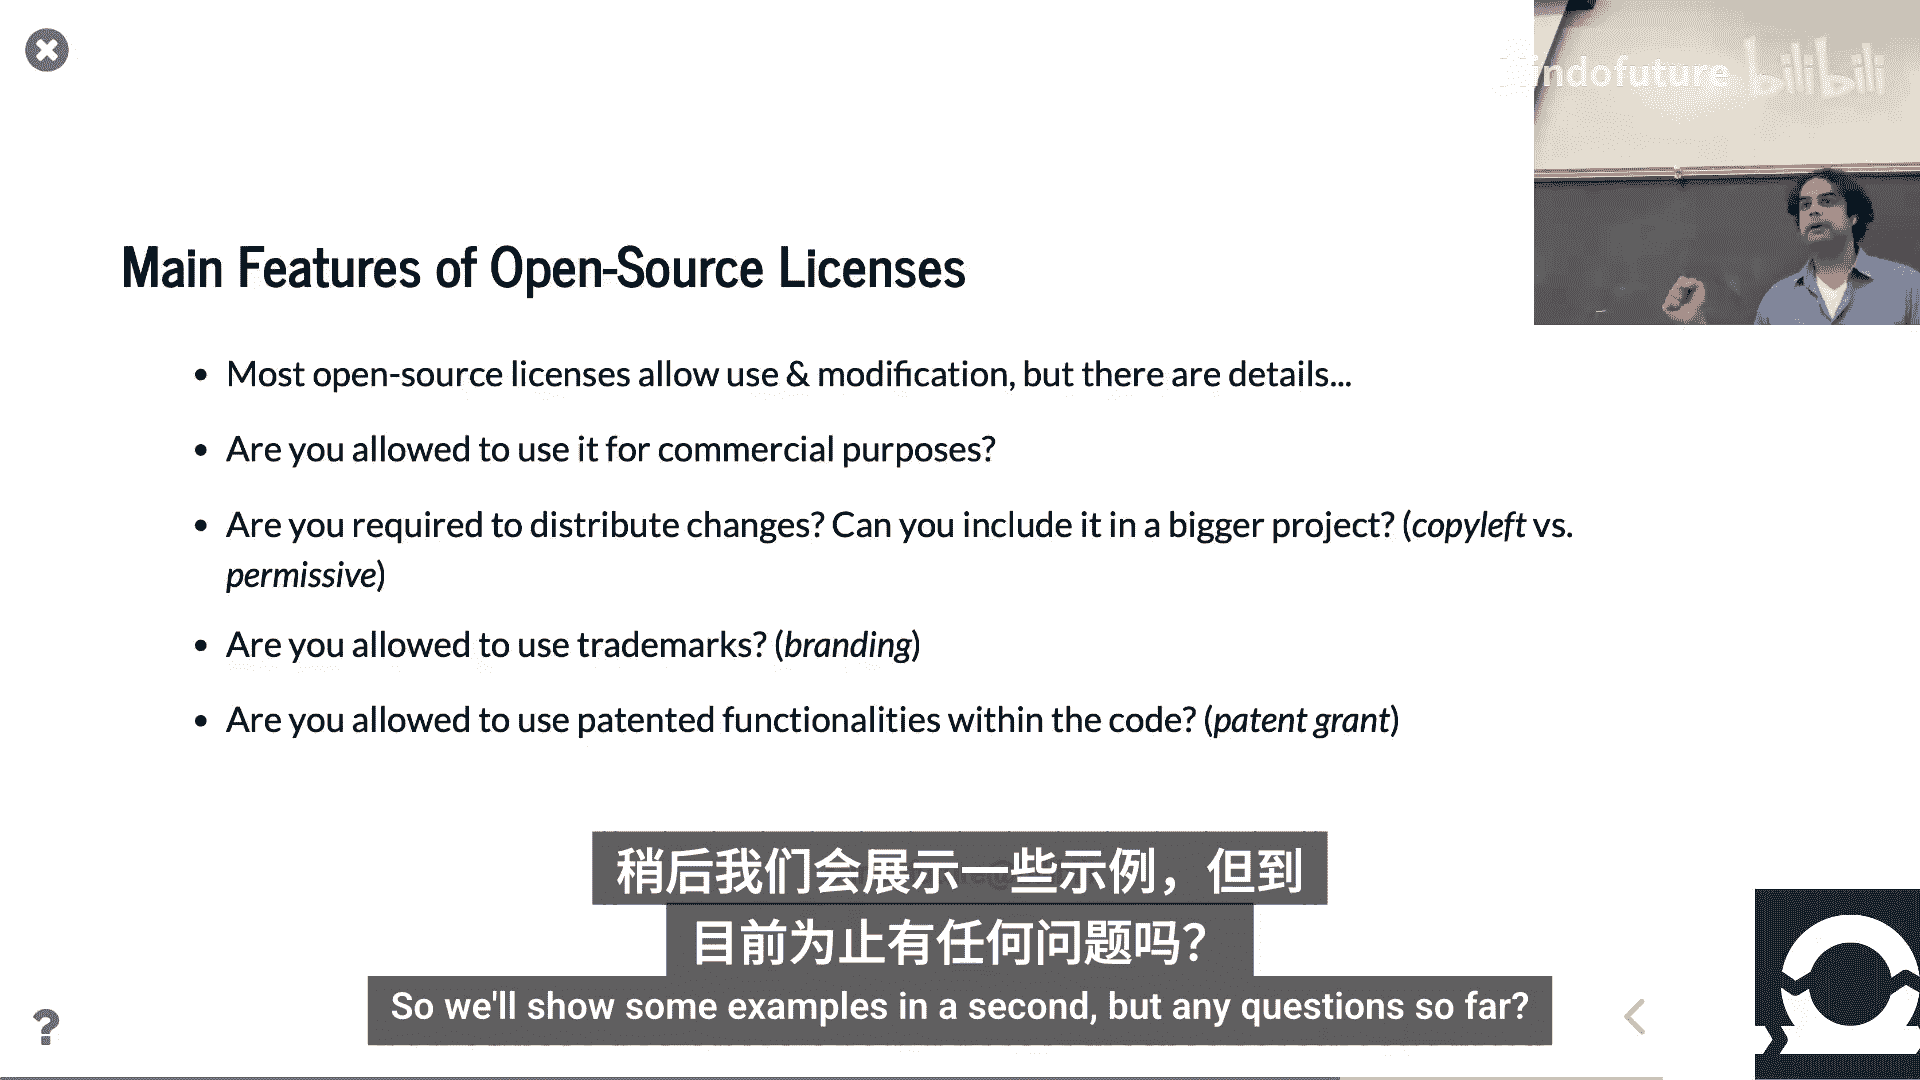 indofuture bilibili
Main Features of Open-Source Licenses
• Most open-source licenses allow use & modification, but there are details...
• Are you allowed to use it for commercial purposes?
• Are you required to distribute changes? Can you include it in a bigger project? (copyleft vs.
permissive)
• Are you allowed to use trademarks? (branding)
• Are you allowed to use patented functionalities within the code? (patent grant)
稍后我们会展示一些示例，但到
目前为止有任何问题吗？
So we'll show some examples in a second, but any questions so far?
?